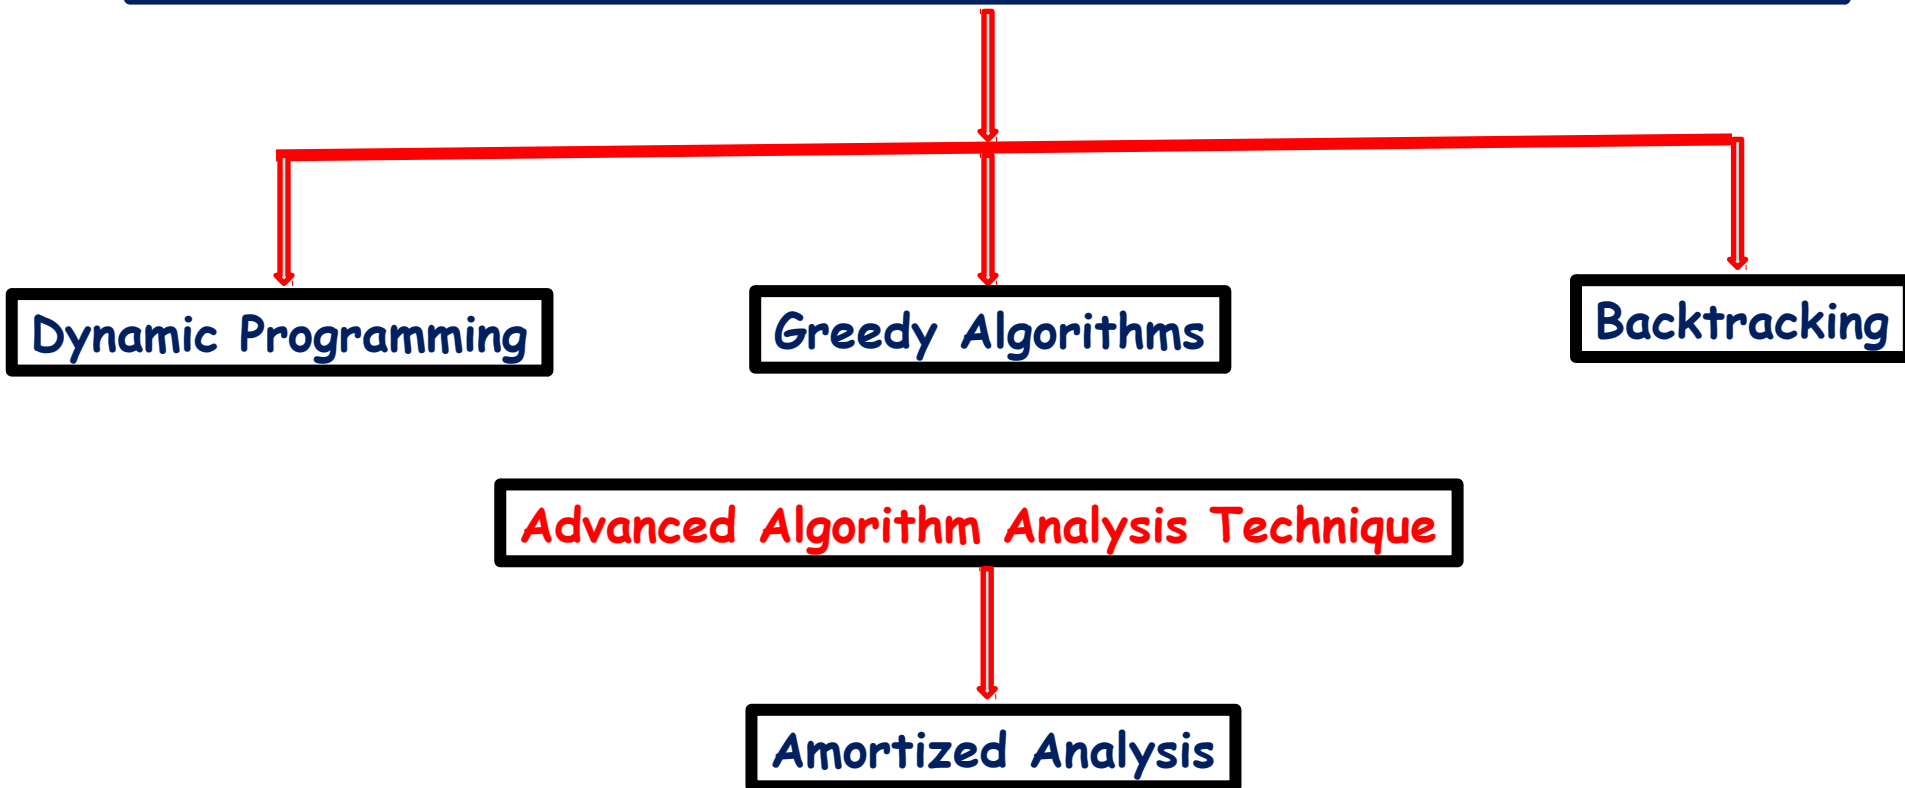 Dynamic Programming
Greedy Algorithms
Backtracking
Advanced Algorithm Analysis Technique
Amortized Analysis